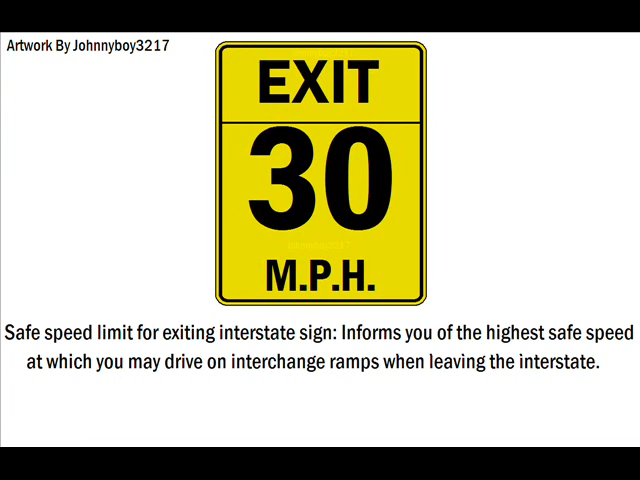 Artwork By Johnnyboy3217
EXIT
30
M.P.H.
Safe speed limit for exiting interstate sign: Informs you of the highest safe speed
at which you may drive on interchange ramps when leaving the interstate.